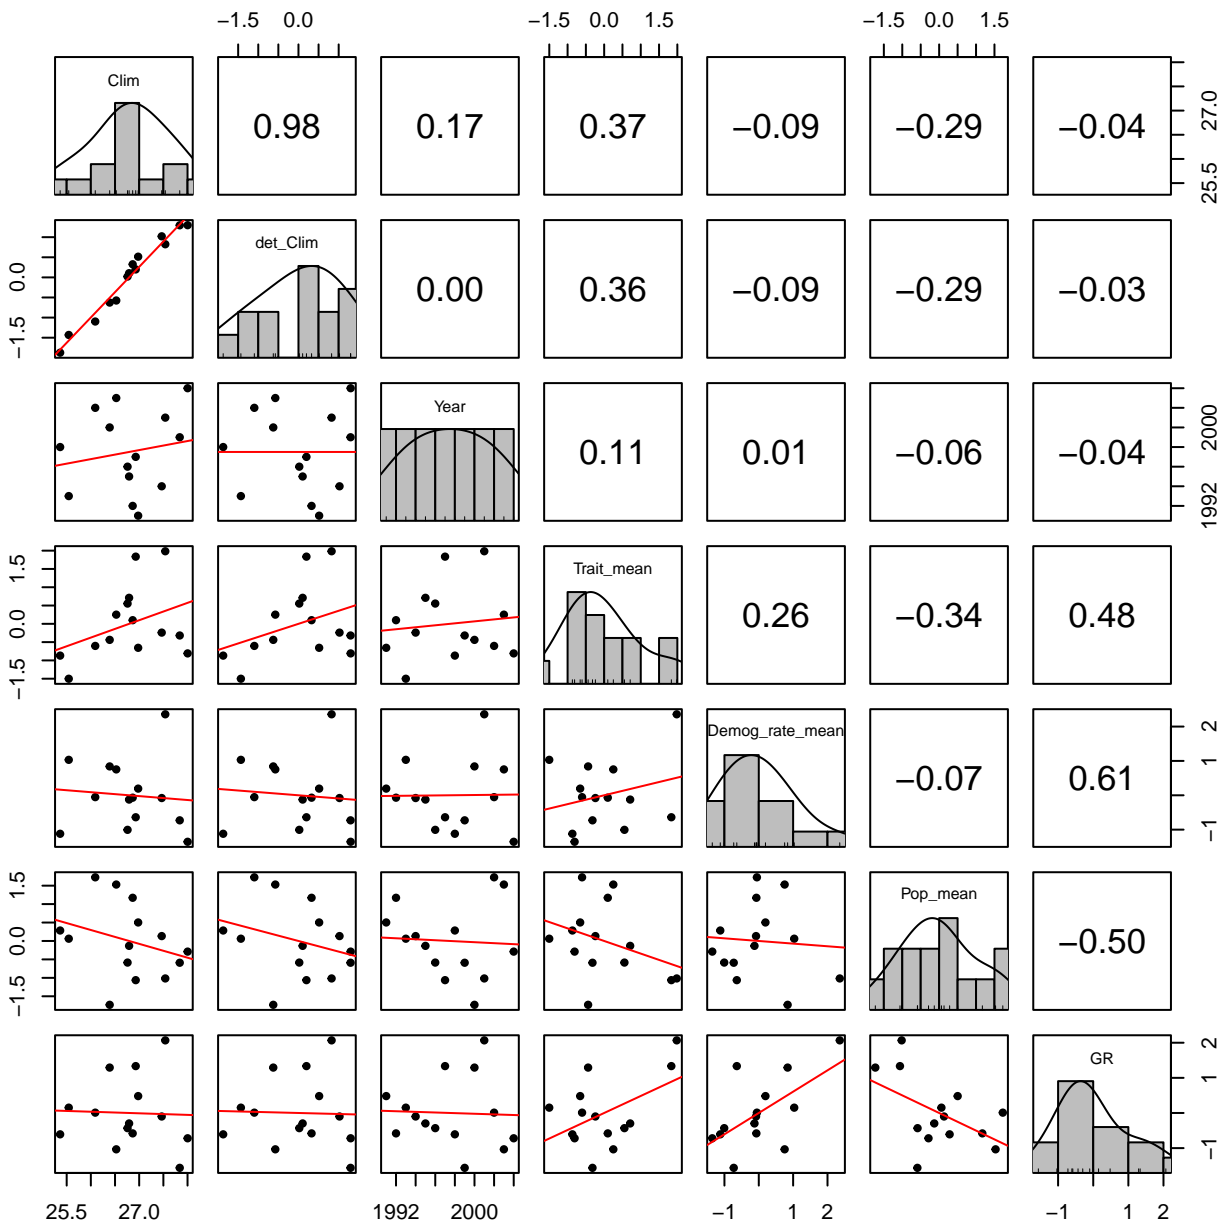 −1.5 0.0 −1.5 0.0 1.5 −1.5 0.0 1.5
Clim
0.98 0.17 0.37 −0.09 −0.29 −0.04
25.5 27.0
det_Clim
0.00 0.36 −0.09 −0.29 −0.03
−1.5 0.0
Year
0.11 0.01 −0.06 −0.04
1992 2000
Trait_mean
0.26 −0.34 0.48
−1.5 0.0 1.5
Demog_rate_mean
−0.07 0.61
−1 1 2
Pop_mean
−0.50
−1.5 0.0 1.5
GR
−1 1 2
25.5 27.0 1992 2000 −1 1 2 −1 1 2